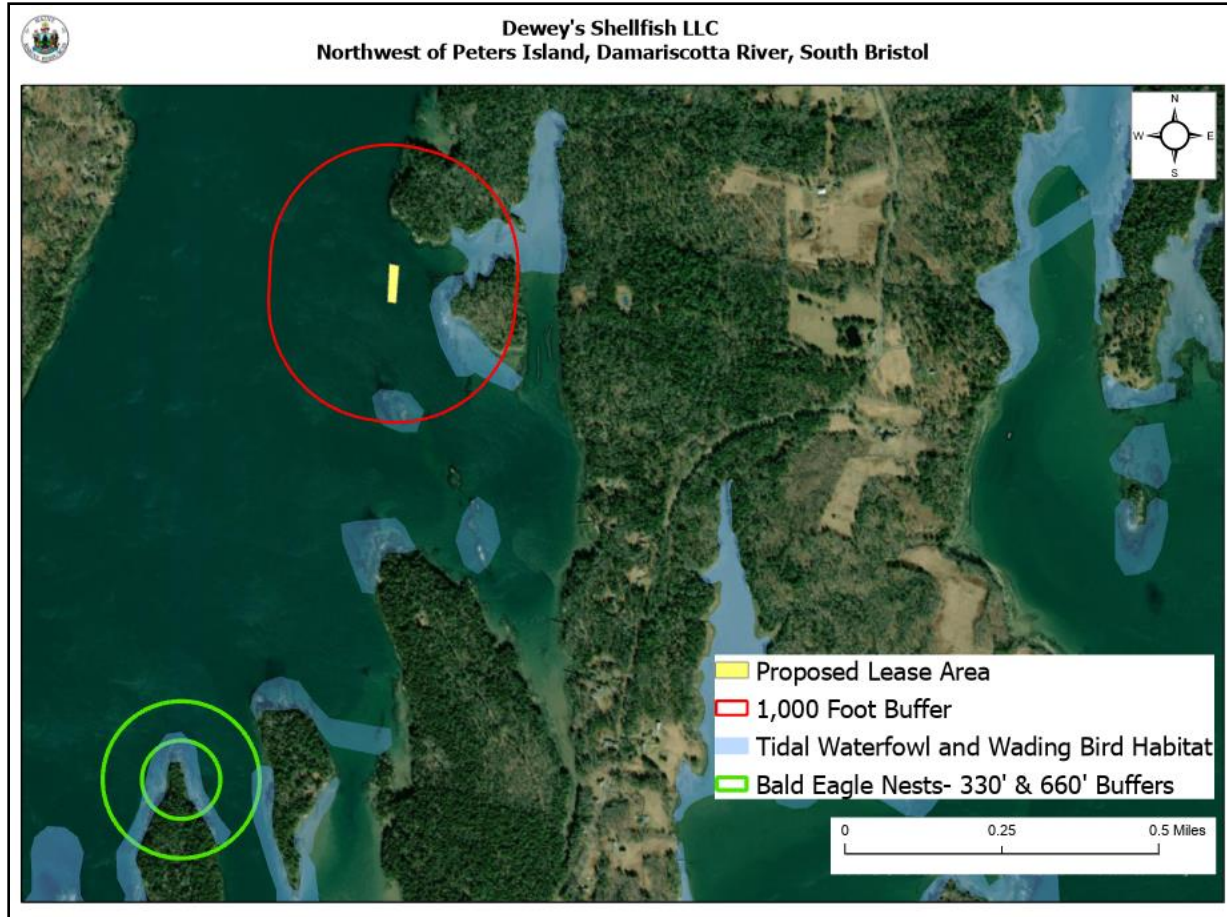 Dewey's Shellfish LLC
Northwest of Peters Island, Damariscotta River, South Bristol
N
W
E
S
Proposed Lease Area
1,000 Foot Buffer
Tidal Waterfowl and Wading Bird Habitat
Bald Eagle Nests- 330' & 660' Buffers
0 0.25 0.5 Miles